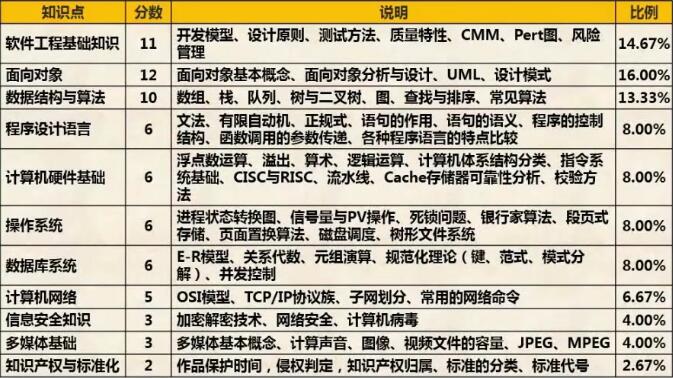 知识点 分数 说明 比例
软件工程基础知识 11 开发模型、设计原则、测试方法、质量特性、CMM、Pert图、风险
管理 14.67%
面向对象 12 面向对象基本概念、面向对象分析与设计、UML、设计模式 16.00%
数据结构与算法 10 数组、栈、队列、树与二叉树、图、查找与排序、常见算法 13.33%
程序设计语言 6 文法、有限自动机、正规式、语句的作用、语句的语义、程序的控制
结构、函数调用的参数传递、各种程序语言的特点比较 8.00%
计算机硬件基础 6 浮点数运算、溢出、算术、逻辑运算、计算机体系结构分类、指令系
统基础、CISC与RISC、流水线、Cache存储器可靠性分析、校验方
法 8.00%
操作系统 6 进程状态转换图、信号量与PV操作、死锁问题、银行家算法、段页式
存储、页面置换算法、磁盘调度、树形文件系统 8.00%
数据库系统 6 E-R模型、关系代数、元组演算、规范化理论（键、范式、模式分
解）、并发控制 8.00%
计算机网络 5 OSI模型、TCP/IP协议族、子网划分、常用的网络命令 6.67%
信息安全知识 3 加密解密技术、网络安全、计算机病毒 4.00%
多媒体基础 3 多媒体基本概念、计算声音、图像、视频文件的容量、JPEG、MPEG 4.00%
知识产权与标准化 2 作品保护时间，侵权判定，知识产权归属、标准的分类、标准代号 2.67%